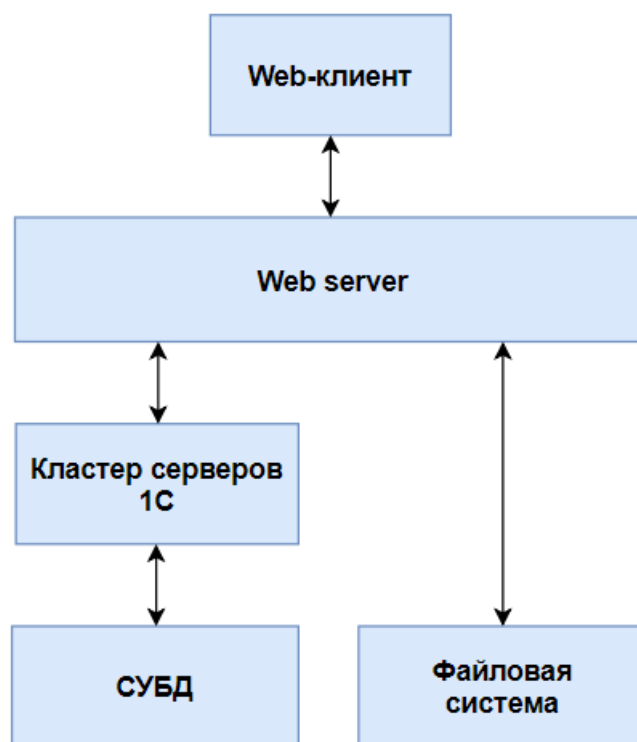 Web-клиент
Web server
Кластер серверов
1С
СУБД
Файловая
система